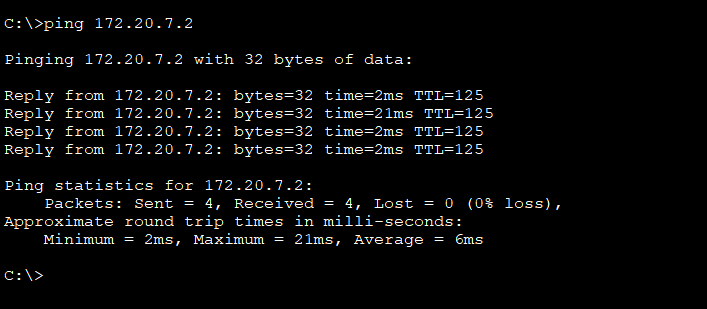 C:\>ping 172.20.7.2
Pinging 172.20.7.2 with 32 bytes of data:
Reply from 172.20.7.2: bytes=32 time=2ms TTL=125
Reply from 172.20.7.2: bytes=32 time=21ms TTL=125
Reply from 172.20.7.2: bytes=32 time=2ms TTL=125
Reply from 172.20.7.2: bytes=32 time=2ms TTL=125
Ping statistics for 172.20.7.2:
    Packets: Sent = 4, Received = 4, Lost = 0 (0% loss),
Approximate round trip times in milli-seconds:
    Minimum = 2ms, Maximum = 21ms, Average = 6ms
C:\>